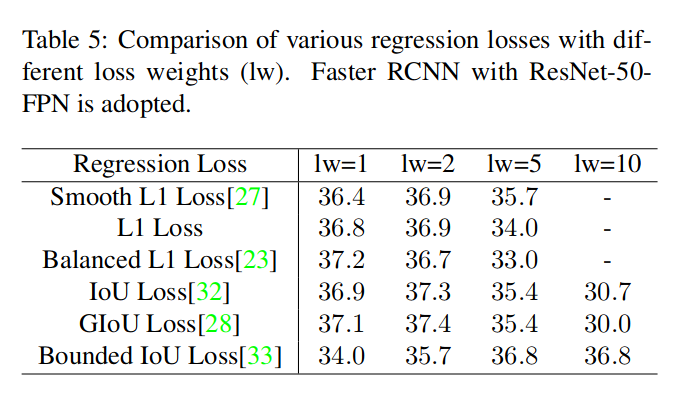 Table 5: Comparison of various regression losses with dif-
ferent loss weights (lw). Faster RCNN with ResNet-50-
FPN is adopted.
Regression Loss lw=1 lw=2 lw=5 lw=10
Smooth L1 Loss[27] 36.4 36.9 35.7 -
L1 Loss 36.8 36.9 34.0 -
Balanced L1 Loss[23] 37.2 36.7 33.0 -
IoU Loss[32] 36.9 37.3 35.4 30.7
GIoU Loss[28] 37.1 37.4 35.4 30.0
Bounded IoU Loss[33] 34.0 35.7 36.8 36.8